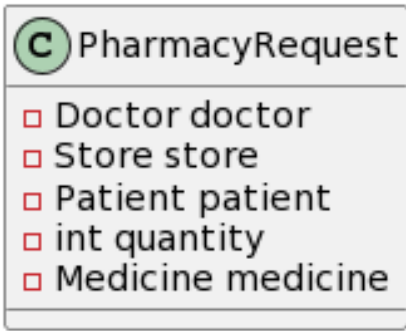 C PharmacyRequest
Doctor doctor
Store store
Patient patient
int quantity
Medicine medicine